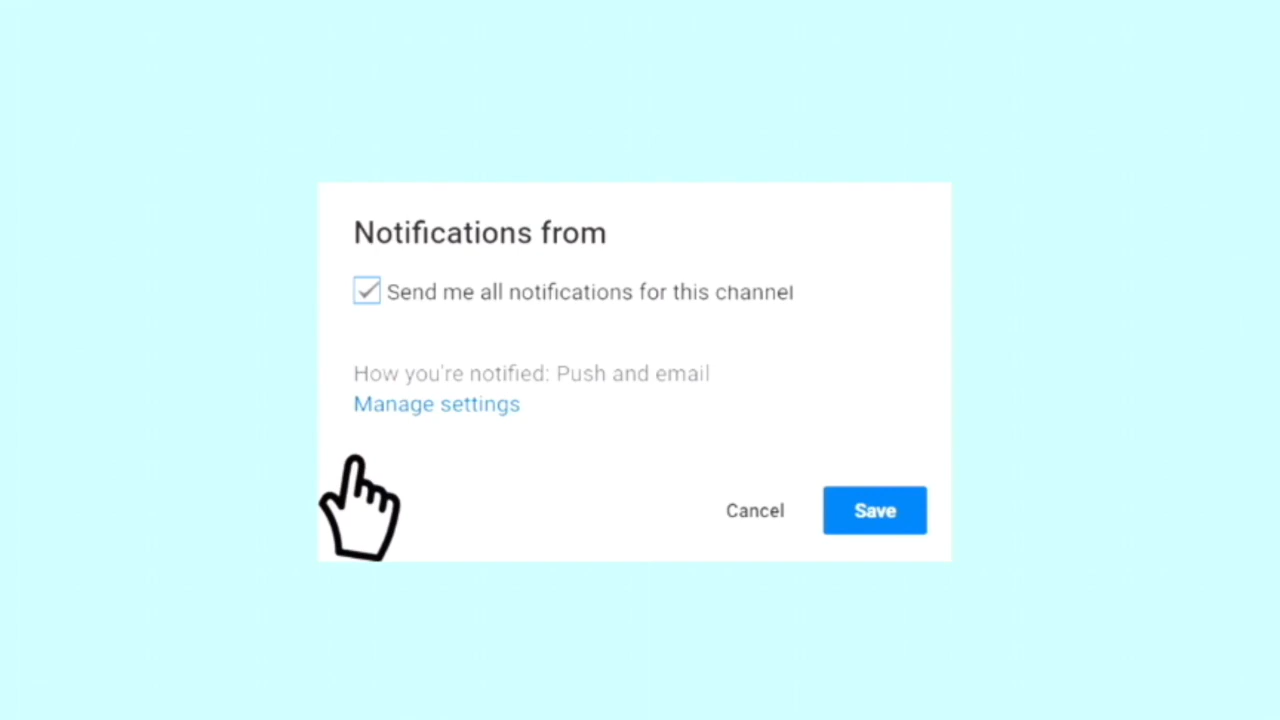 Notifications from
Send me all notifications for this channel
How you're notified: Push and email
Manage settings
Cancel
Save